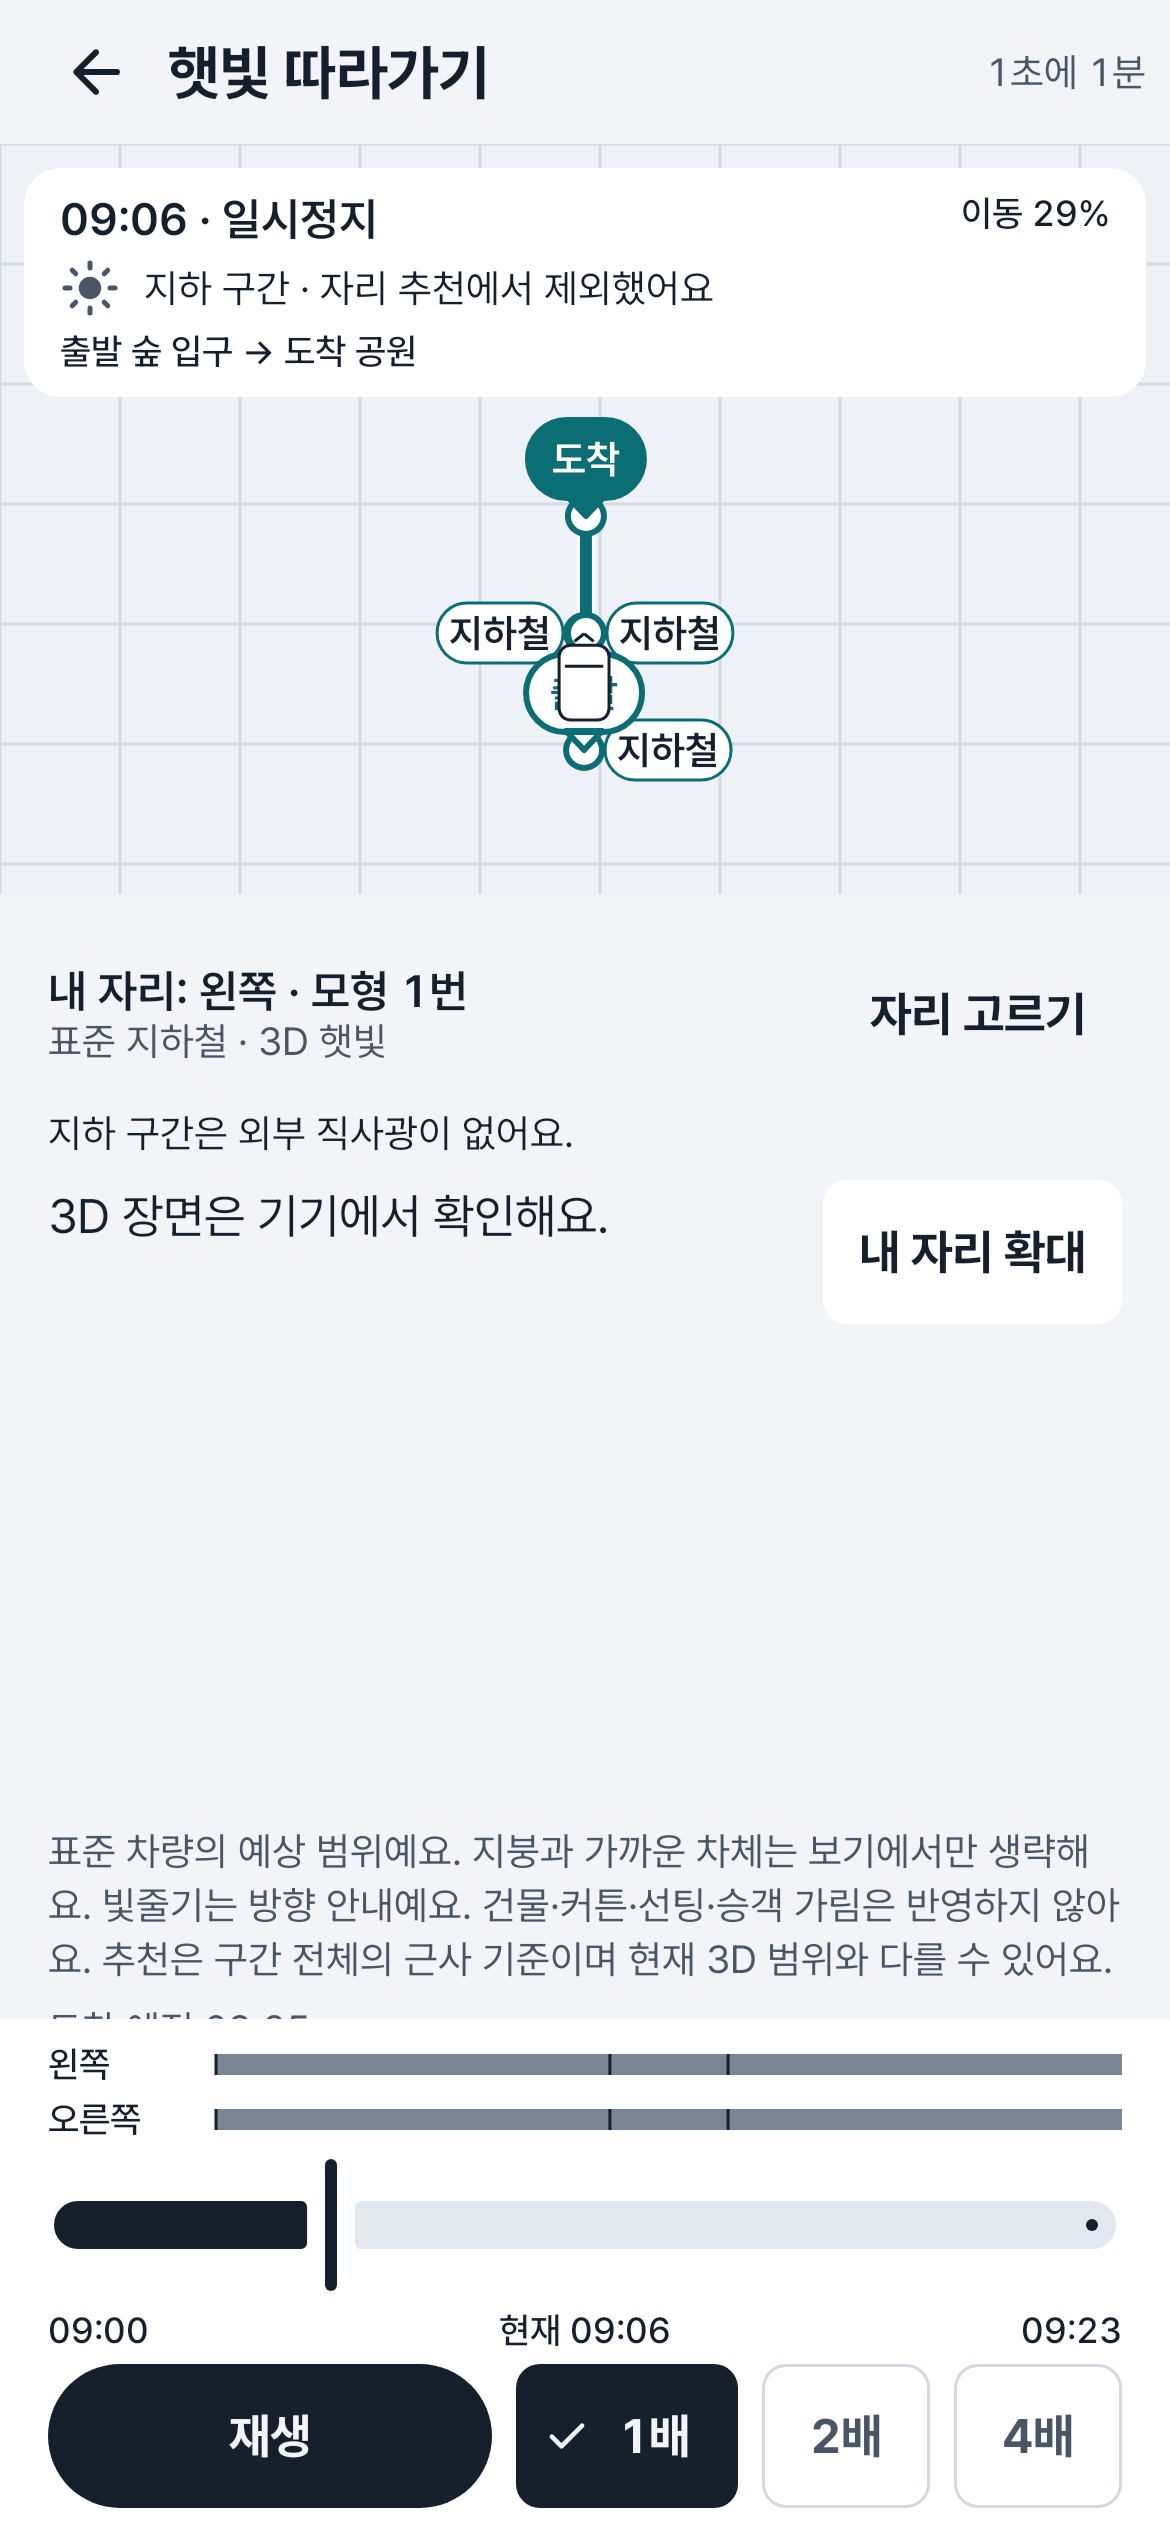 햇빛 따라가기
1초에 1분
09:06 · 일시정지
이동 29%
지하 구간 · 자리 추천에서 제외했어요
출발 숲 입구 → 도착 공원
도착
지하철
지하철
지하철
내 자리: 왼쪽 · 모형 1번
자리 고르기
표준 지하철 · 3D 햇빛
지하 구간은 외부 직사광이 없어요.
3D 장면은 기기에서 확인해요.
내 자리 확대
표준 차량의 예상 범위예요. 지붕과 가까운 차체는 보기에서만 생략해
요. 빛줄기는 방향 안내예요. 건물·커튼·선팅·승객 가림은 반영하지 않아
요. 추천은 구간 전체의 근사 기준이며 현재 3D 범위와 다를 수 있어요.
왼쪽
오른쪽
09:00
현재 09:06
09:23
재생
1배
2배
4배